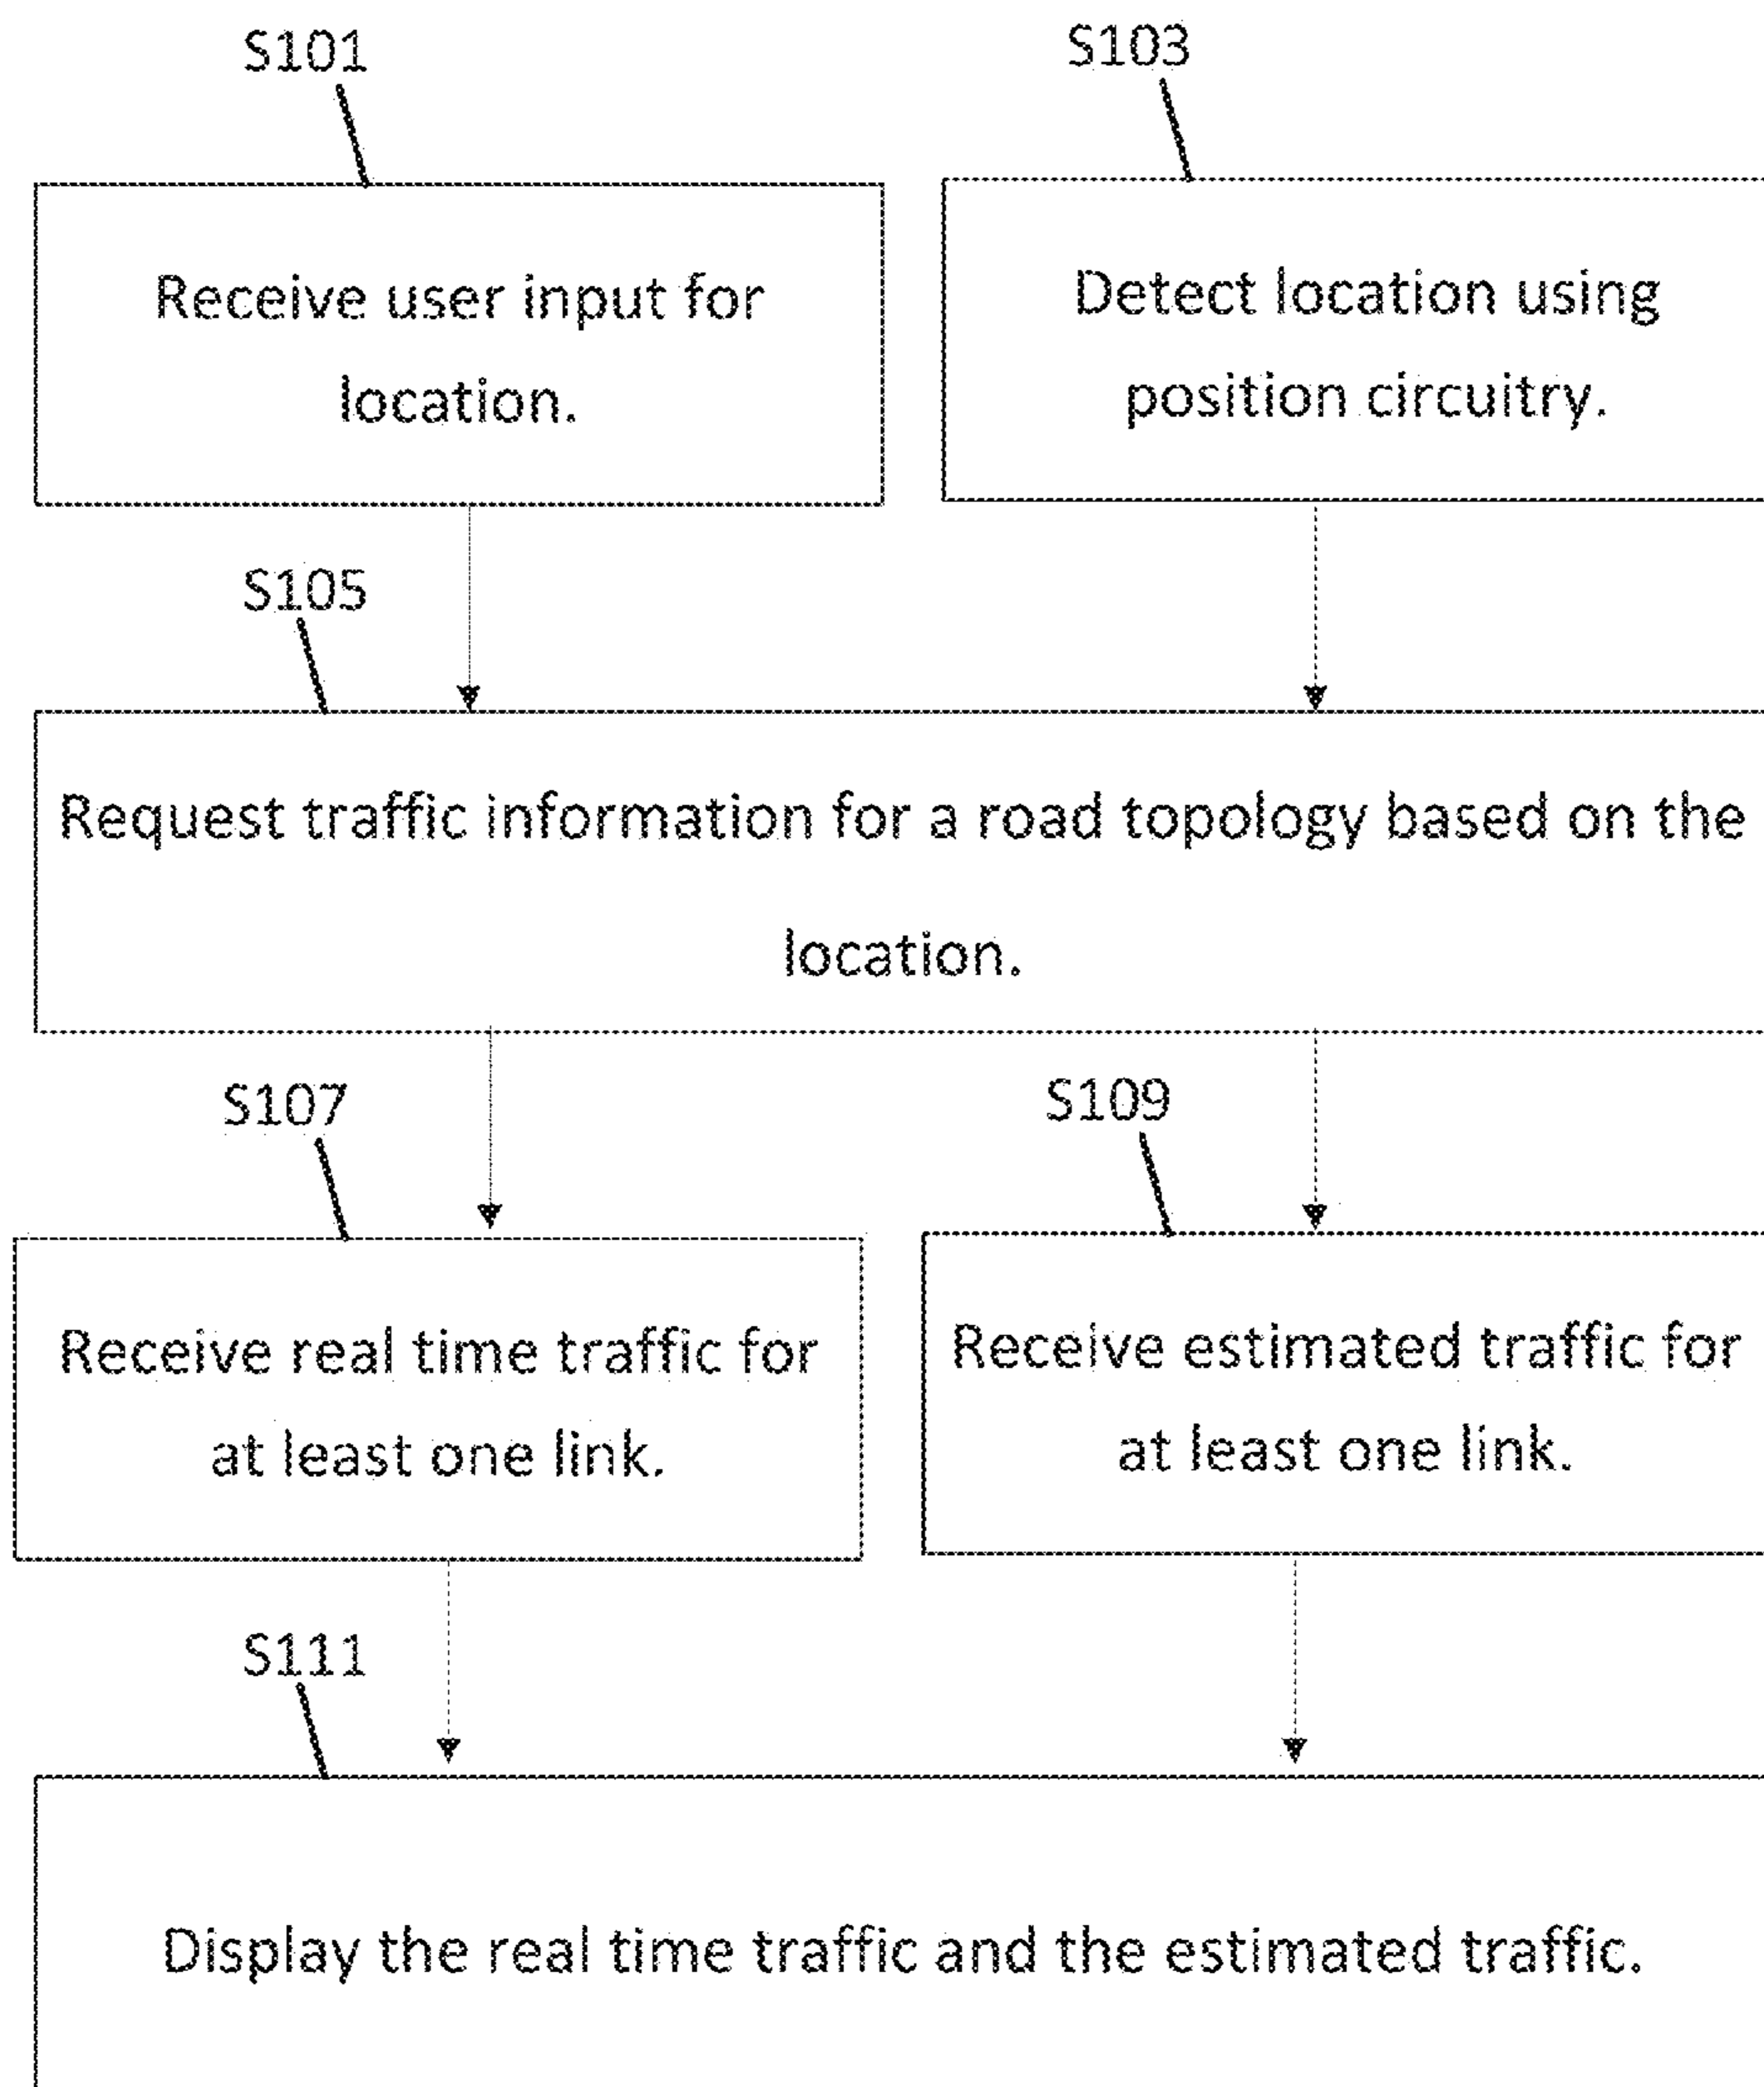 S101
S103
Receive user input for
location.
Detect location using
position circuitry.
S105
Request traffic information for a road topology based on the
location.
S107
S109
Receive real time traffic for
at least one link.
Receive estimated traffic for
at least one link.
S111
Display the real time traffic and the estimated traffic.